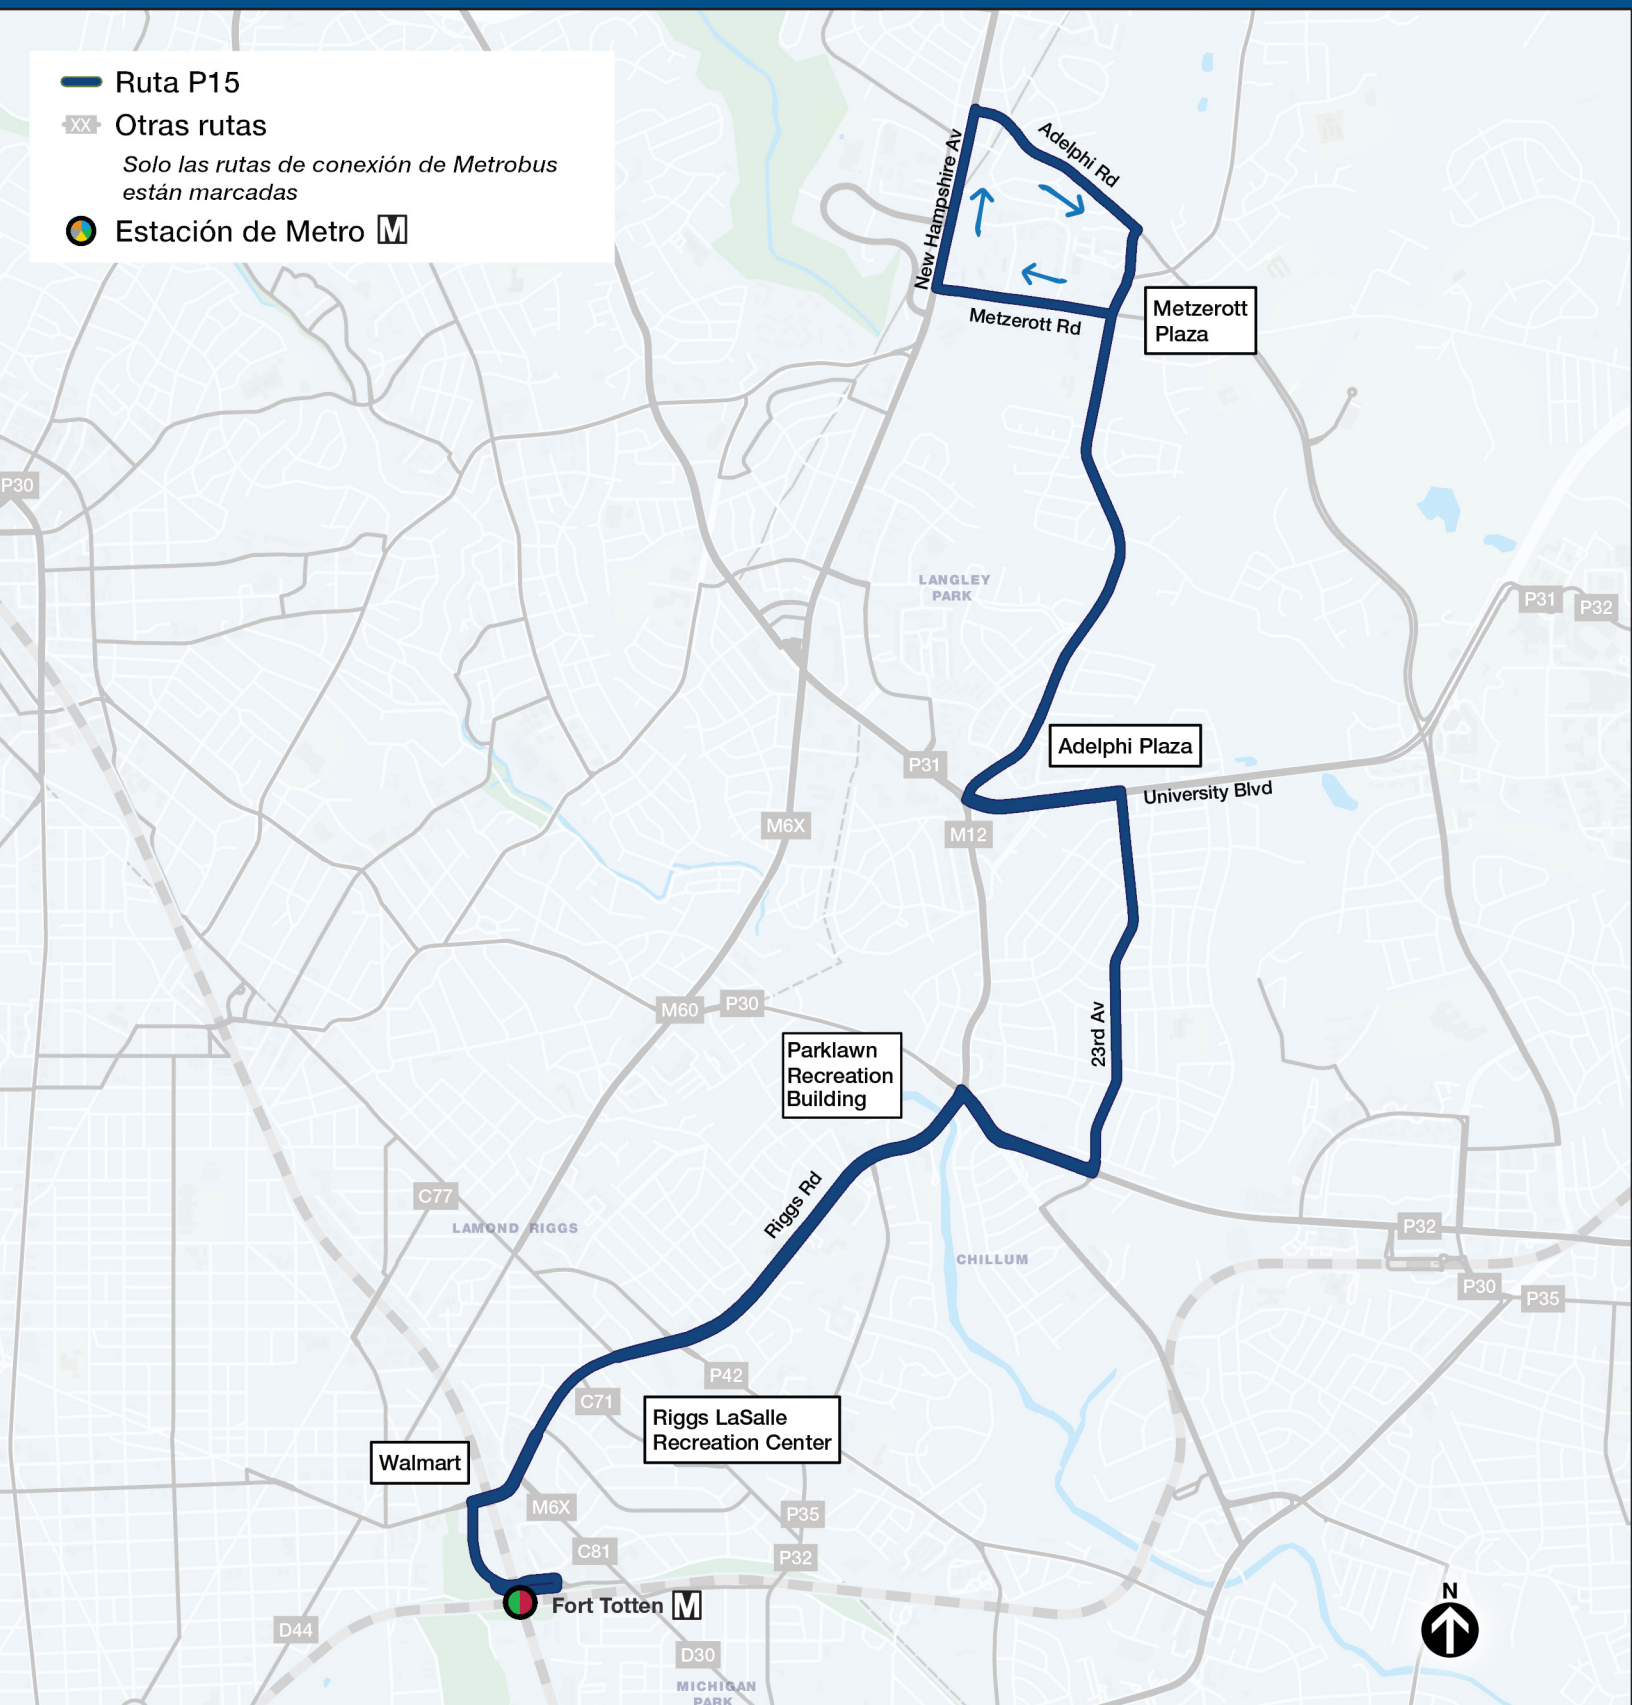 Ruta P15
XX Otras rutas
Solo las rutas de conexión de Metrobus
están marcadas
Estación de Metro M
New Hampshire Av
Adelphi Rd
Metzerott Rd
Metzerott
Plaza
P30
LANGLEY
PARK
P31
P32
Adelphi Plaza
P31
University Blvd
M6X
M12
M60
P30
23rd Av
Parklawn
Recreation
Building
Riggs Rd
C77
LAMOND RIGGS
CHILLUM
P32
P30
P35
P42
C71
Riggs LaSalle
Recreation Center
Walmart
M6X
P35
C81
P32
Fort Totten M
N
D44
D30
MICHIGAN
PARK